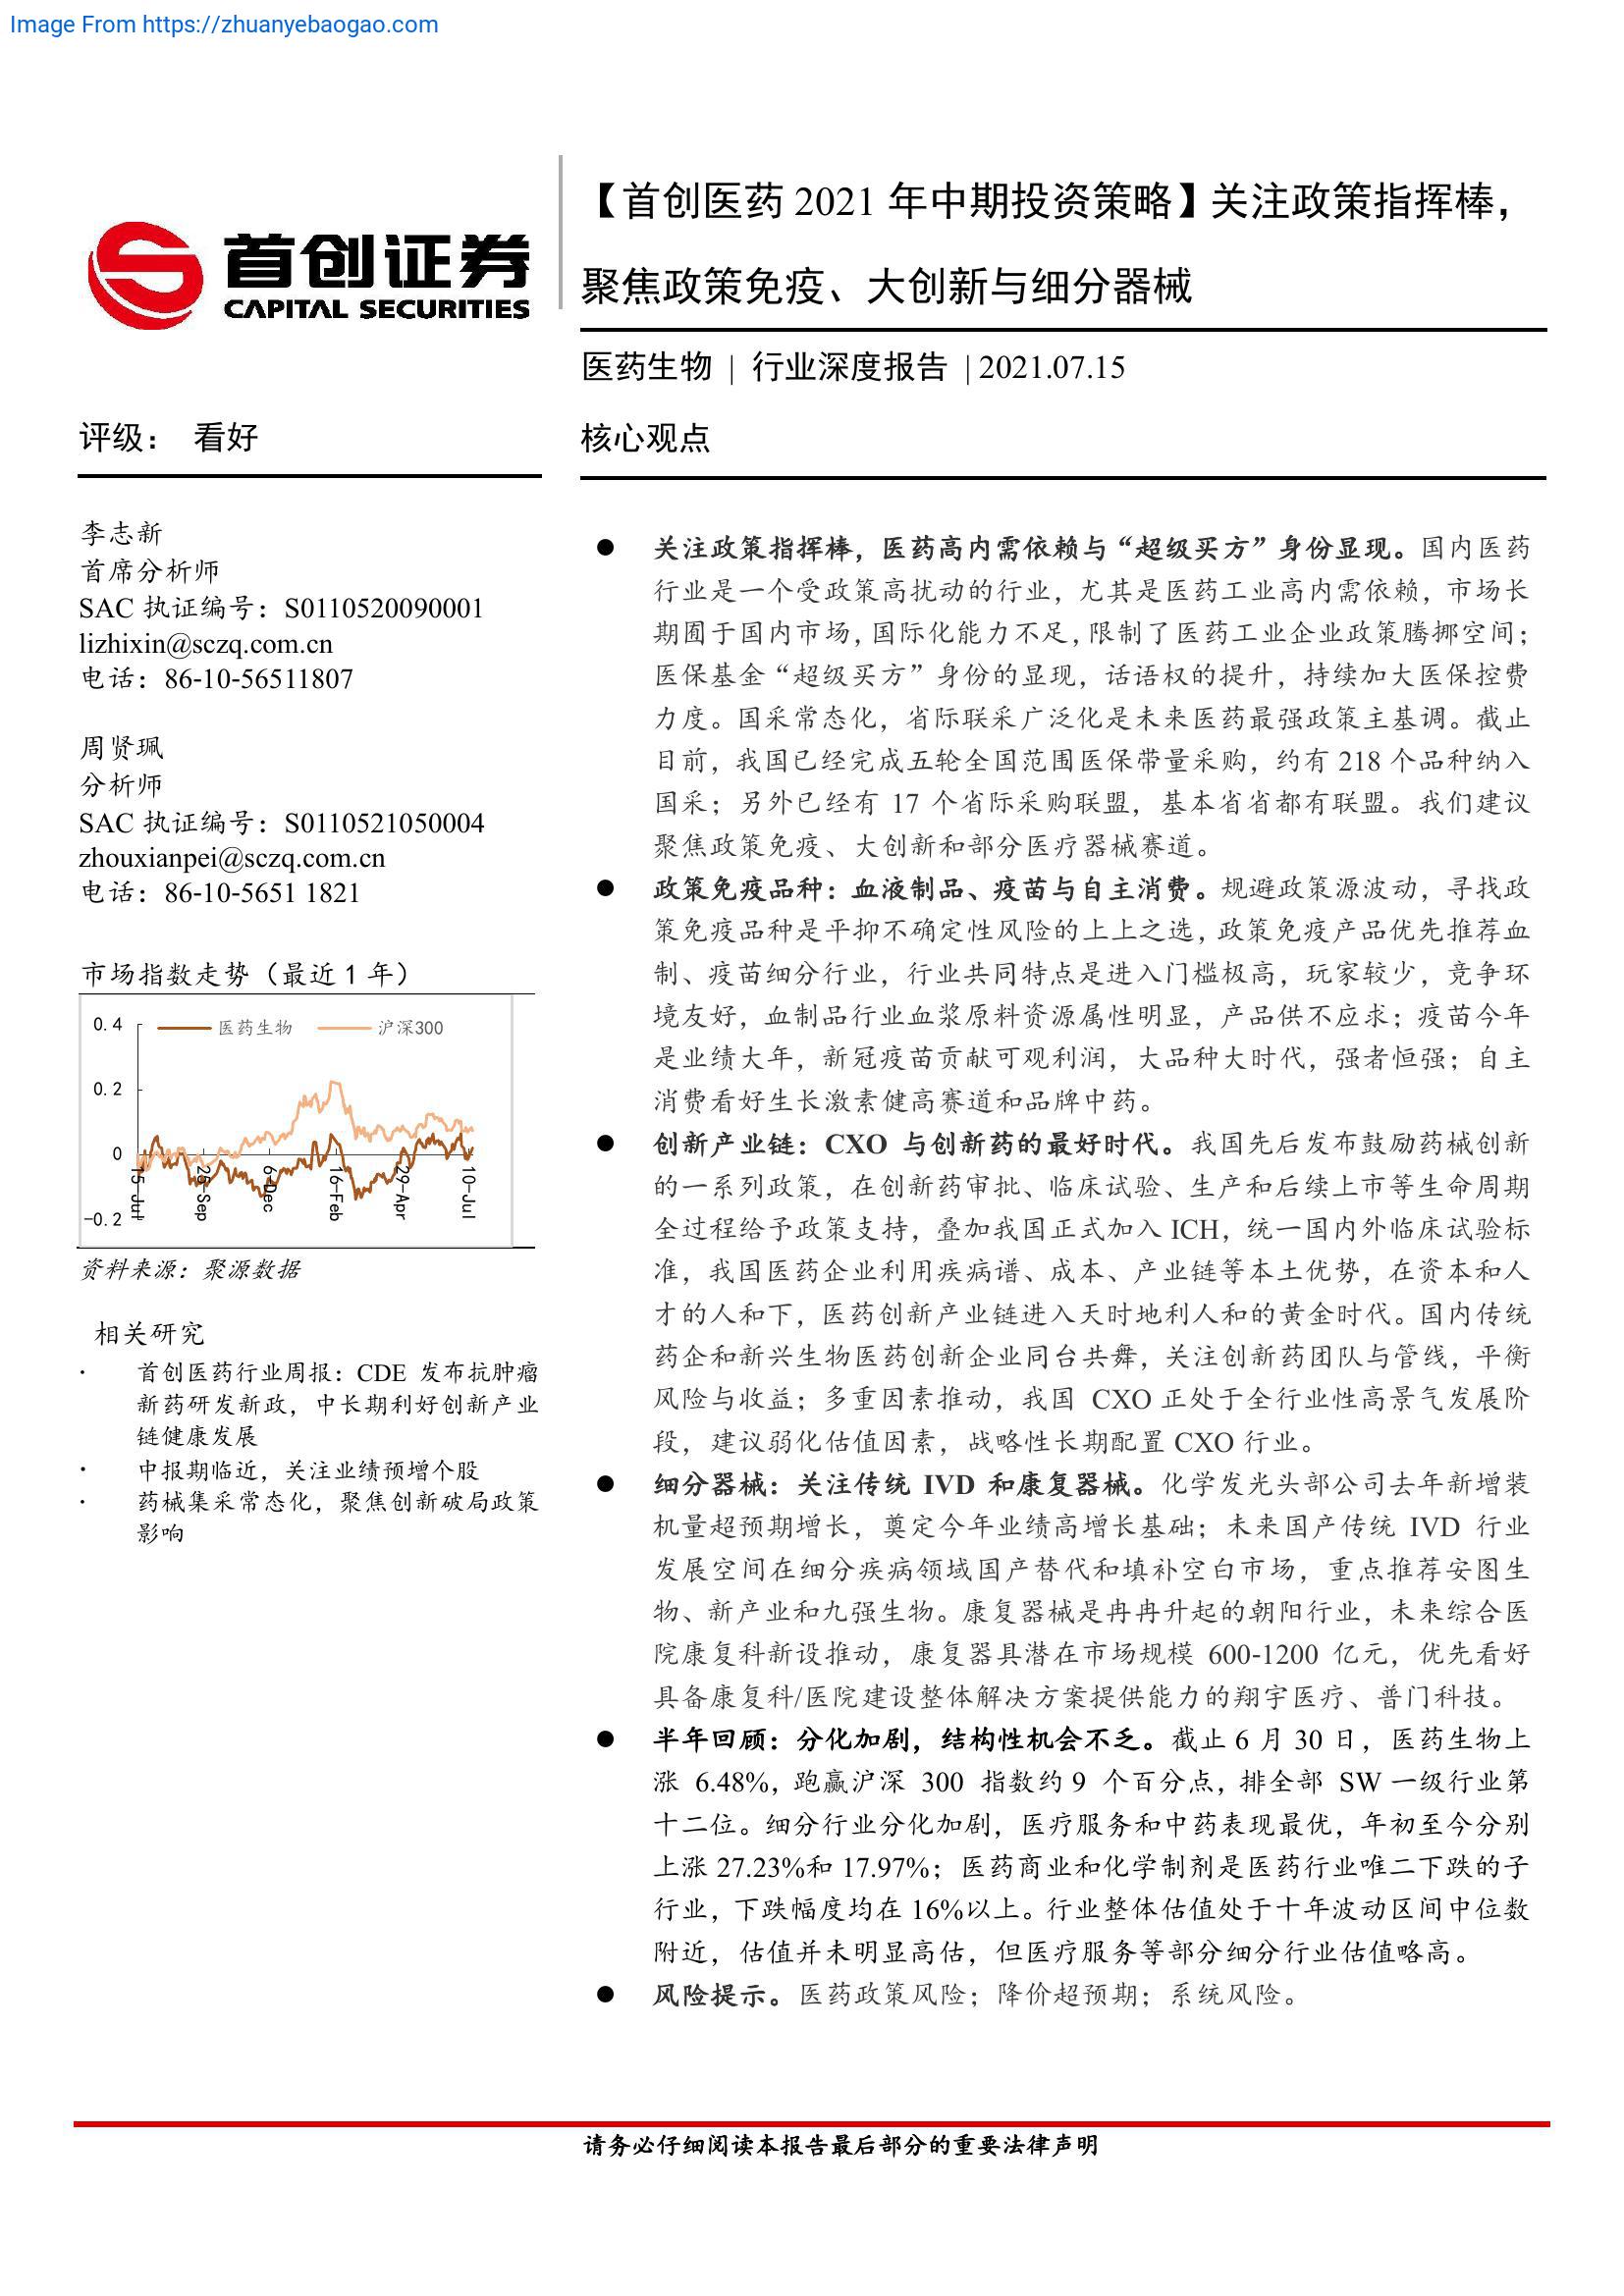 Image From https://zhuanyebaogao.com
首创证券
CAPITAL SECURITIES
【首创医药 2021 年中期投资策略】关注政策指挥棒，
聚焦政策免疫、大创新与细分器械
医药生物 | 行业深度报告 | 2021.07.15
评级： 看好
李志新
首席分析师
SAC 执证编号：S0110520090001
lizhixin@sczq.com.cn
电话：86-10-56511807
周贤珮
分析师
SAC 执证编号：S0110521050004
zhouxianpei@sczq.com.cn
电话：86-10-5651 1821
市场指数走势（最近 1 年）
医药生物 沪深300
0.4
0.2
0
-0.2
15-Jul 25-Sep 6-Dec 16-Feb 29-Apr 10-Jul
资料来源：聚源数据
相关研究
· 首创医药行业周报：CDE 发布抗肿瘤
新药研发新政，中长期利好创新产业
链健康发展
· 中报期临近，关注业绩预增个股
· 药械集采常态化，聚焦创新破局政策
影响
核心观点
● 关注政策指挥棒，医药高内需依赖与“超级买方”身份显现。国内医药
行业是一个受政策高扰动的行业，尤其是医药工业高内需依赖，市场长
期囿于国内市场，国际化能力不足，限制了医药工业企业政策腾挪空间；
医保基金“超级买方”身份的显现，话语权的提升，持续加大医保控费
力度。国采常态化，省际联采广泛化是未来医药最强政策主基调。截止
目前，我国已经完成五轮全国范围医保带量采购，约有 218 个品种纳入
国采；另外已经有 17 个省际采购联盟，基本省省都有联盟。我们建议
聚焦政策免疫、大创新和部分医疗器械赛道。
● 政策免疫品种：血液制品、疫苗与自主消费。规避政策源波动，寻找政
策免疫品种是平抑不确定性风险的上上之选，政策免疫产品优先推荐血
制、疫苗细分行业，行业共同特点是进入门槛极高，玩家较少，竞争环
境友好，血制品行业血浆原料资源属性明显，产品供不应求；疫苗今年
是业绩大年，新冠疫苗贡献可观利润，大品种大时代，强者恒强；自主
消费看好生长激素健高赛道和品牌中药。
● 创新产业链：CXO 与创新药的最好时代。我国先后发布鼓励药械创新
的一系列政策，在创新药审批、临床试验、生产和后续上市等生命周期
全过程给予政策支持，叠加我国正式加入 ICH，统一国内外临床试验标
准，我国医药企业利用疾病谱、成本、产业链等本土优势，在资本和人
才的人和下，医药创新产业链进入天时地利人和的黄金时代。国内传统
药企和新兴生物医药创新企业同台共舞，关注创新药团队与管线，平衡
风险与收益；多重因素推动，我国 CXO 正处于全行业性高景气发展阶
段，建议弱化估值因素，战略性长期配置 CXO 行业。
● 细分器械：关注传统 IVD 和康复器械。化学发光头部公司去年新增装
机量超预期增长，奠定今年业绩高增长基础；未来国产传统 IVD 行业
发展空间在细分疾病领域国产替代和填补空白市场，重点推荐安图生
物、新产业和九强生物。康复器械是冉冉升起的朝阳行业，未来综合医
院康复科新设推动，康复器具潜在市场规模 600-1200 亿元，优先看好
具备康复科/医院建设整体解决方案提供能力的翔宇医疗、普门科技。
● 半年回顾：分化加剧，结构性机会不乏。截止 6 月 30 日，医药生物上
涨 6.48%，跑赢沪深 300 指数约 9 个百分点，排全部 SW 一级行业第
十二位。细分行业分化加剧，医疗服务和中药表现最优，年初至今分别
上涨 27.23%和 17.97%；医药商业和化学制剂是医药行业唯二下跌的子
行业，下跌幅度均在 16%以上。行业整体估值处于十年波动区间中位数
附近，估值并未明显高估，但医疗服务等部分细分行业估值略高。
● 风险提示。医药政策风险；降价超预期；系统风险。
请务必仔细阅读本报告最后部分的重要法律声明